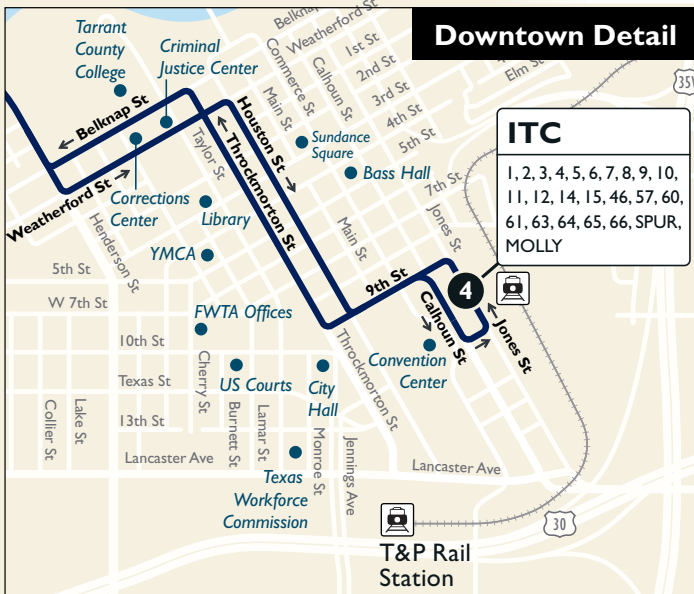 Downtown Detail
Tarrant
County
College
Criminal
Justice Center
Belknap
Weatherford St
1st St
2nd St
3rd St
4th St
5th St
Elm St
35W
Commerce St
Calhoun St
Main St
Houston St
Belknap St
Taylor St
Throckmorton St
Sundance
Square
Bass Hall
7th St
Jones St
ITC
1, 2, 3, 4, 5, 6, 7, 8, 9, 10,
11, 12, 14, 15, 46, 57, 60,
61, 63, 64, 65, 66, SPUR,
MOLLY
Weatherford St
Corrections
Center
Library
Henderson St
YMCA
Main St
5th St
W 7th St
9th St
4
FWTA Offices
10th St
Calhoun St
Jones St
Convention
Center
Throckmorton St
Texas St
Cherry St
US Courts
City
Hall
13th St
Collier St
Lake St
Burnett St
Lamar St
Monroe St
Jennings Ave
Lancaster Ave
Lancaster Ave
Texas
Workforce
Commission
30
T&P Rail
Station